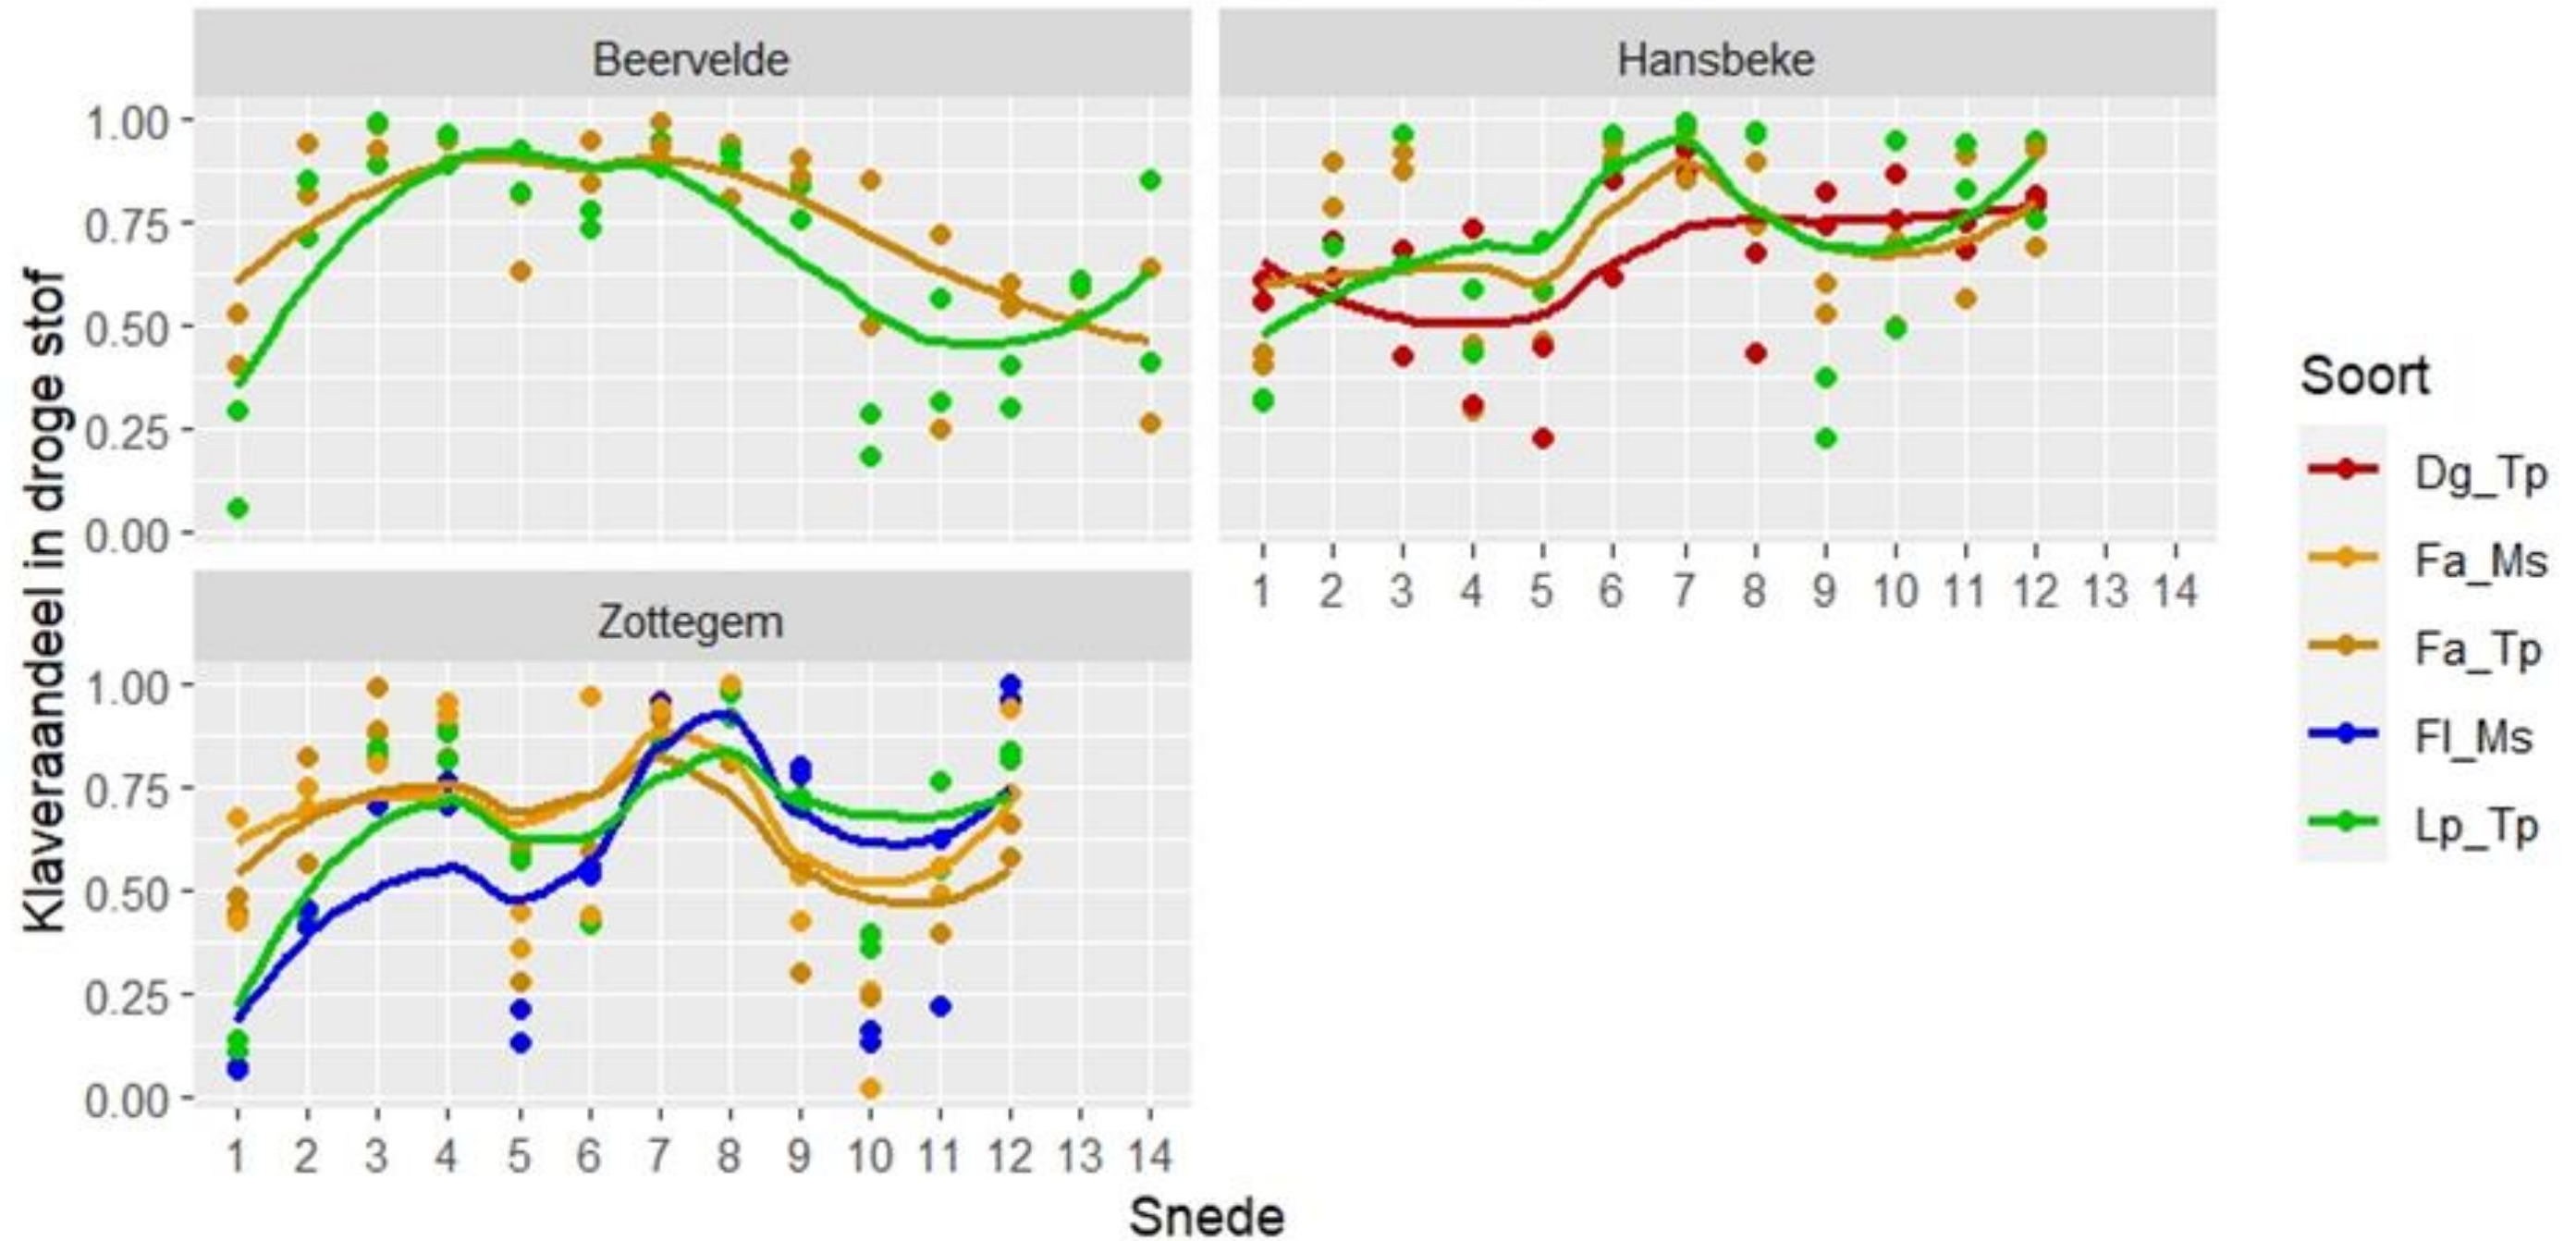 Beervelde
Hansbeke
1.00
0.75
0.50
0.25
0.00
1 2 3 4 5 6 7 8 9 10 11 12 13 14
Zottegem
1.00
0.75
0.50
0.25
0.00
1 2 3 4 5 6 7 8 9 10 11 12 13 14
Klaveraandeel in droge stof
Snede
Soort
Dg_Tp
Fa_Ms
Fa_Tp
Fl_Ms
Lp_Tp